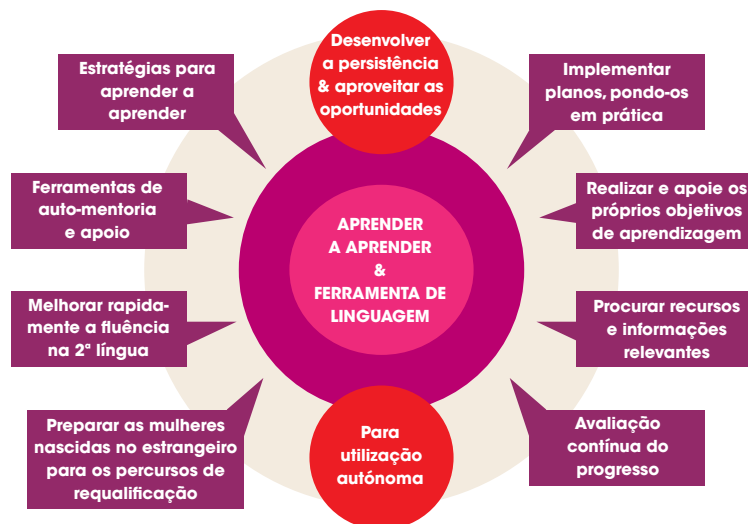 Desenvolver
a persistência
& aproveitar as
oportunidades
Estratégias para
aprender a
aprender
Implementar
planos, pondo-os
em prática
Ferramentas de
auto-mentoria
e apoio
Realizar e apoie os
próprios objetivos
de aprendizagem
APRENDER
A APRENDER
&
FERRAMENTA DE
LINGUAGEM
Melhorar rapida-
mente a fluência
na 2ª língua
Procurar recursos
e informações
relevantes
Preparar as mulheres
nascidas no estrangeiro
para os percursos de
requalificação
Para
utilização
autónoma
Avaliação
contínua do
progresso